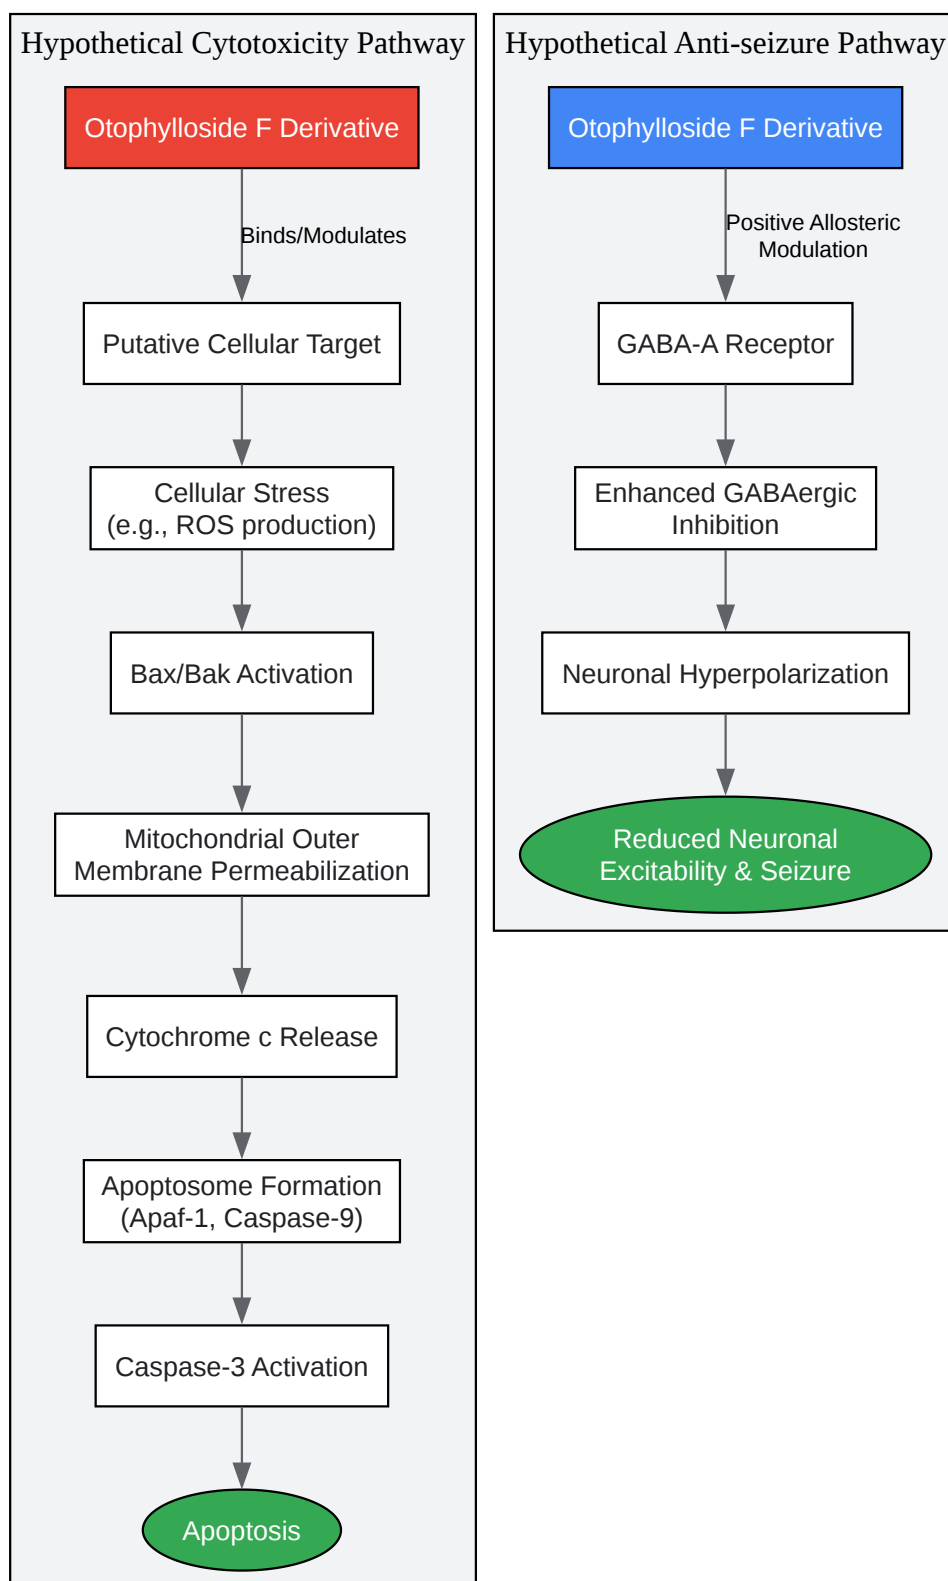 Hypothetical Cytotoxicity Pathway
Otophylloside F Derivative
Binds/Modulates
Putative Cellular Target
Cellular Stress
(e.g., ROS production)
Bax/Bak Activation
Mitochondrial Outer
Membrane Permeabilization
Cytochrome c Release
Apoptosome Formation
(Apaf-1, Caspase-9)
Caspase-3 Activation
Apoptosis
Hypothetical Anti-seizure Pathway
Otophylloside F Derivative
Positive Allosteric
Modulation
GABA-A Receptor
Enhanced GABAergic
Inhibition
Neuronal Hyperpolarization
Reduced Neuronal
Excitability & Seizure